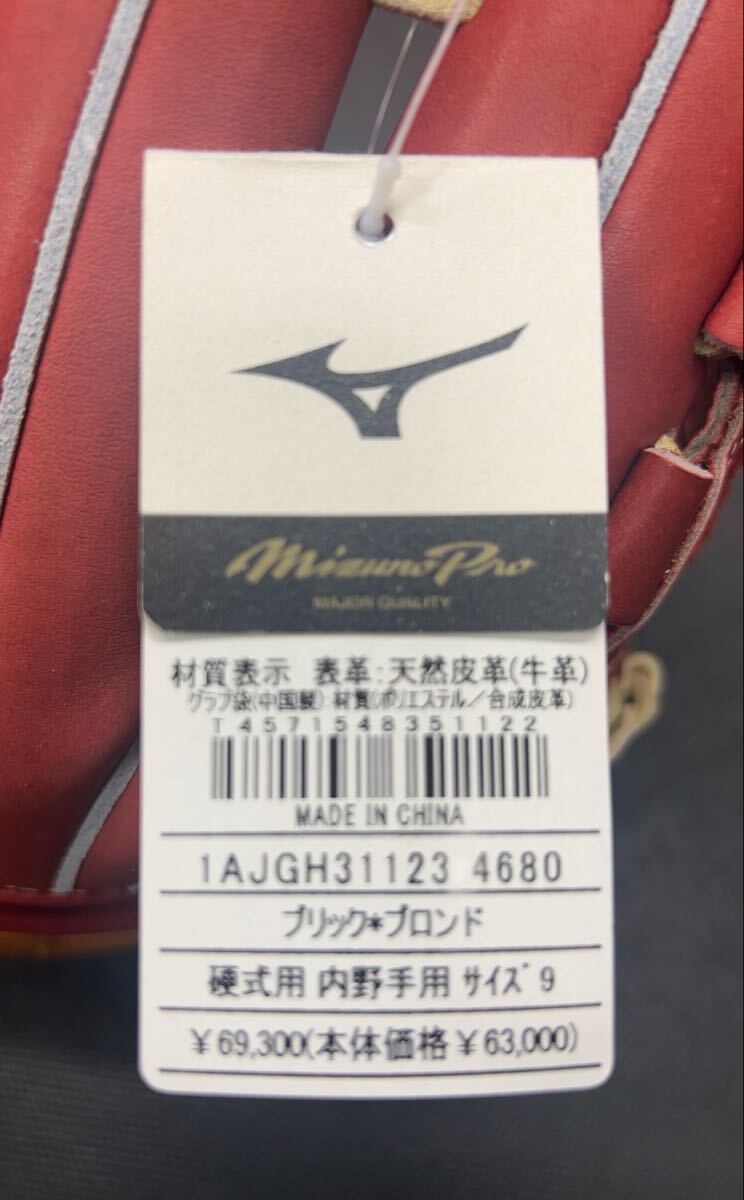 Mizuno Pro
MAJOR QUALITY
材質表示 表革:天然皮革(牛革)
グラブ袋(中国製):材質(ポリエステル/合成皮革)
T 4571548351122
MADE IN CHINA
1AJGH31123 4680
ブリック*ブロンド
硬式用 内野手用 サイズ 9
¥69,300(本体価格¥63,000)